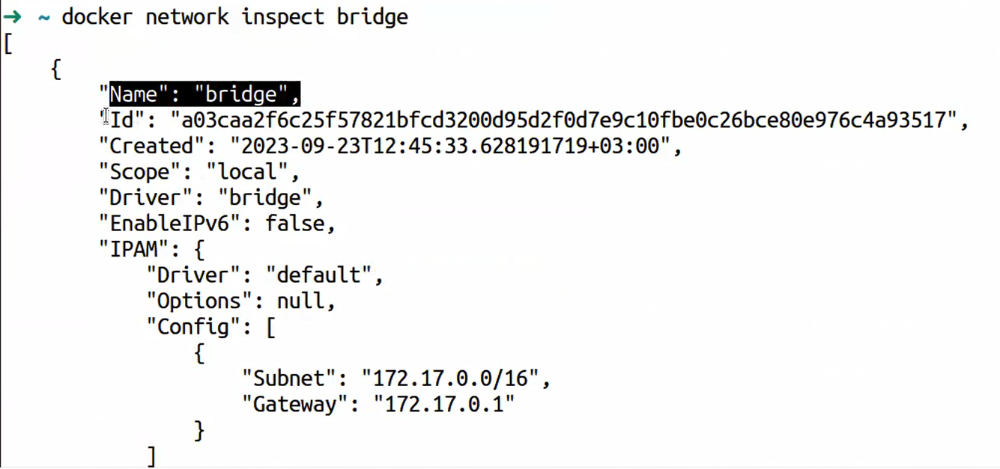 ➜ ~ docker network inspect bridge
[
    {
        "Name": "bridge",
        "Id": "a03caa2f6c25f57821bfcd3200d95d2f0d7e9c10fbe0c26bce80e976c4a93517",
        "Created": "2023-09-23T12:45:33.628191719+03:00",
        "Scope": "local",
        "Driver": "bridge",
        "EnableIPv6": false,
        "IPAM": {
            "Driver": "default",
            "Options": null,
            "Config": [
                {
                    "Subnet": "172.17.0.0/16",
                    "Gateway": "172.17.0.1"
                }
            ]